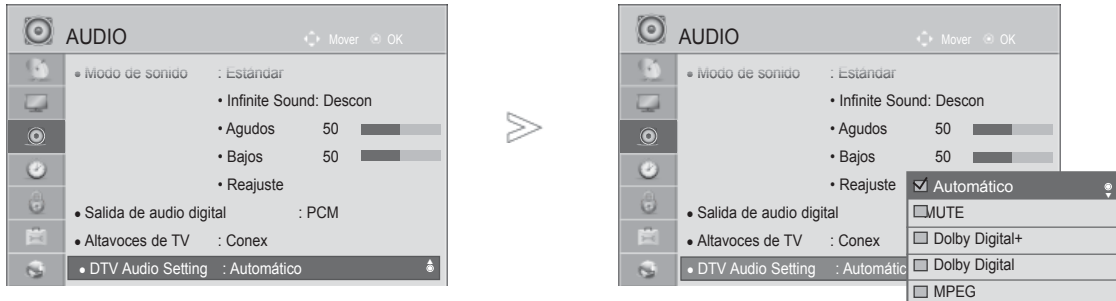 AUDIO
Mover OK
• Modo de sonido : Estándar
• Infinite Sound: Descon
• Agudos 50
• Bajos 50
• Reajuste
• Salida de audio digital : PCM
• Altavoces de TV : Conex
• DTV Audio Setting : Automático
AUDIO
Mover OK
• Modo de sonido : Estándar
• Infinite Sound: Descon
• Agudos 50
• Bajos 50
• Reajuste
• Salida de audio digital
• Altavoces de TV : Conex
• DTV Audio Setting : Automátic
Automático
MUTE
Dolby Digital+
Dolby Digital
MPEG